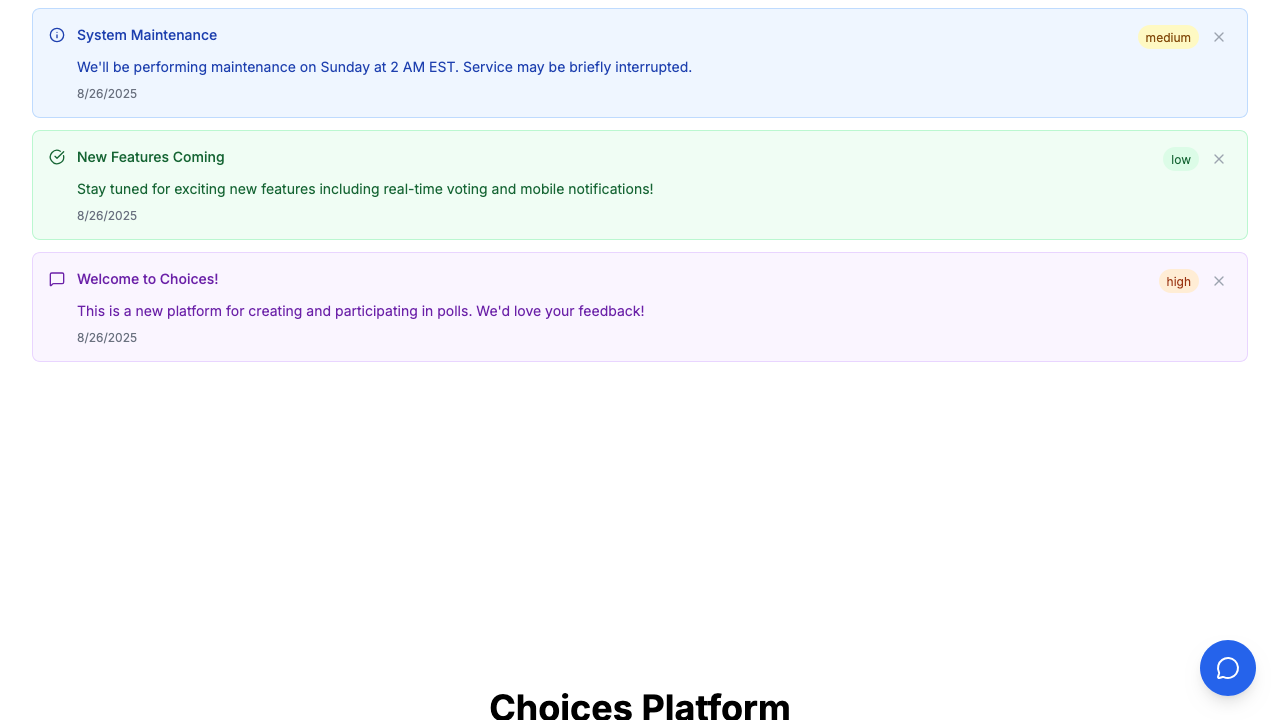 System Maintenance
medium
We'll be performing maintenance on Sunday at 2 AM EST. Service may be briefly interrupted.
8/26/2025
New Features Coming
low
Stay tuned for exciting new features including real-time voting and mobile notifications!
8/26/2025
Welcome to Choices!
high
This is a new platform for creating and participating in polls. We'd love your feedback!
8/26/2025
Choices Platform